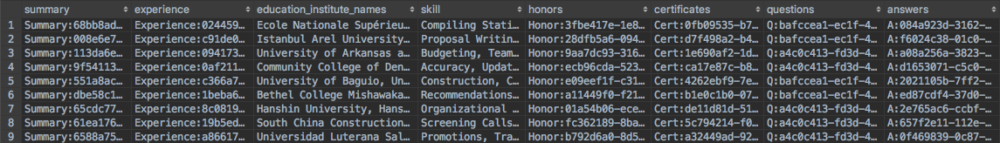 summary experience education_institute_names skill honors certificates questions answers
1 Summary:68bb8ad... Experience:024459... Ecole Nationale Supérieu... Compiling Stati... Honor:3fbe417e-1e8... Cert:0fb09535-b7... Q:bafccea1-ec1f-4... A:084a923d-3162-...
2 Summary:008e6e7... Experience:c91de0... Istanbul Arel University... Proposal Writin... Honor:28dfb5a6-094... Cert:d7f498a2-b4... Q:bafccea1-ec1f-4... A:f6024c38-01c0-...
3 Summary:113da6e... Experience:094173... University of Arkansas a... Budgeting, Team... Honor:9aa7dc93-316... Cert:1e690af2-1d... Q:a4c0c413-fd3d-4... A:a08a256a-3823-...
4 Summary:9f54113... Experience:0af211... Community College of Den... Accuracy, Updat... Honor:ecb96cda-523... Cert:ca17e87c-b8... Q:bafccea1-ec1f-4... A:d1653071-c5c0-...
5 Summary:551a8ac... Experience:c366a7... University of Baguio, Un... Construction, C... Honor:e09eef1f-c31... Cert:4262ebf9-7e... Q:bafccea1-ec1f-4... A:2021105b-7ff2-...
6 Summary:dbe58c1... Experience:1beba6... Bethel College Mishawaka... Recommendations... Honor:a11449f0-f21... Cert:b1e0c1b0-07... Q:bafccea1-ec1f-4... A:ed87cdf4-37d0-...
7 Summary:65cdc77... Experience:8c0819... Hanshin University, Hans... Organizational ... Honor:01a54b06-ece... Cert:de11d81d-51... Q:a4c0c413-fd3d-4... A:2e765ac6-ccbf-...
8 Summary:61ea176... Experience:19b5ed... South China Construction... Screening Calls... Honor:fc362189-8ba... Cert:5c794214-f0... Q:a4c0c413-fd3d-4... A:657f2e11-112e-...
9 Summary:6588a75... Experience:a86617... Universidad Luterana Sal... Promotions, Tra... Honor:b792d6a0-8d5... Cert:a32449ad-92... Q:a4c0c413-fd3d-4... A:0f469839-0c87-...